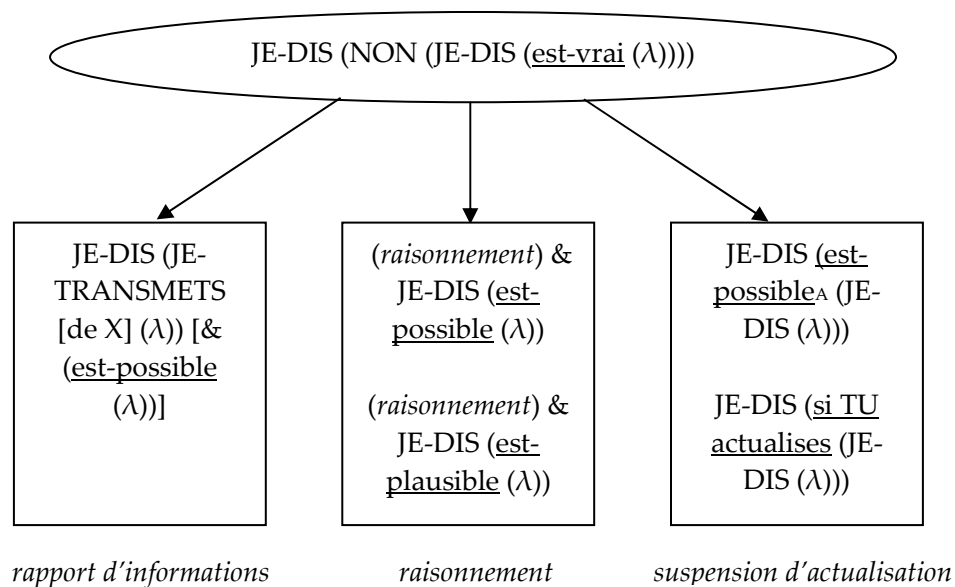 JE-DIS (NON (JE-DIS (est-vrai (λ))))
JE-DIS (JE-
TRANSMETS
[de X] (λ)) [&
(est-possible
(λ))]
(raisonnement) &
JE-DIS (est-
possible (λ))
(raisonnement) &
JE-DIS (est-
plausible (λ))
JE-DIS (est-
possibleA (JE-
DIS (λ)))
JE-DIS (si TU
actualises (JE-
DIS (λ)))
rapport d'informations
raisonnement
suspension d'actualisation